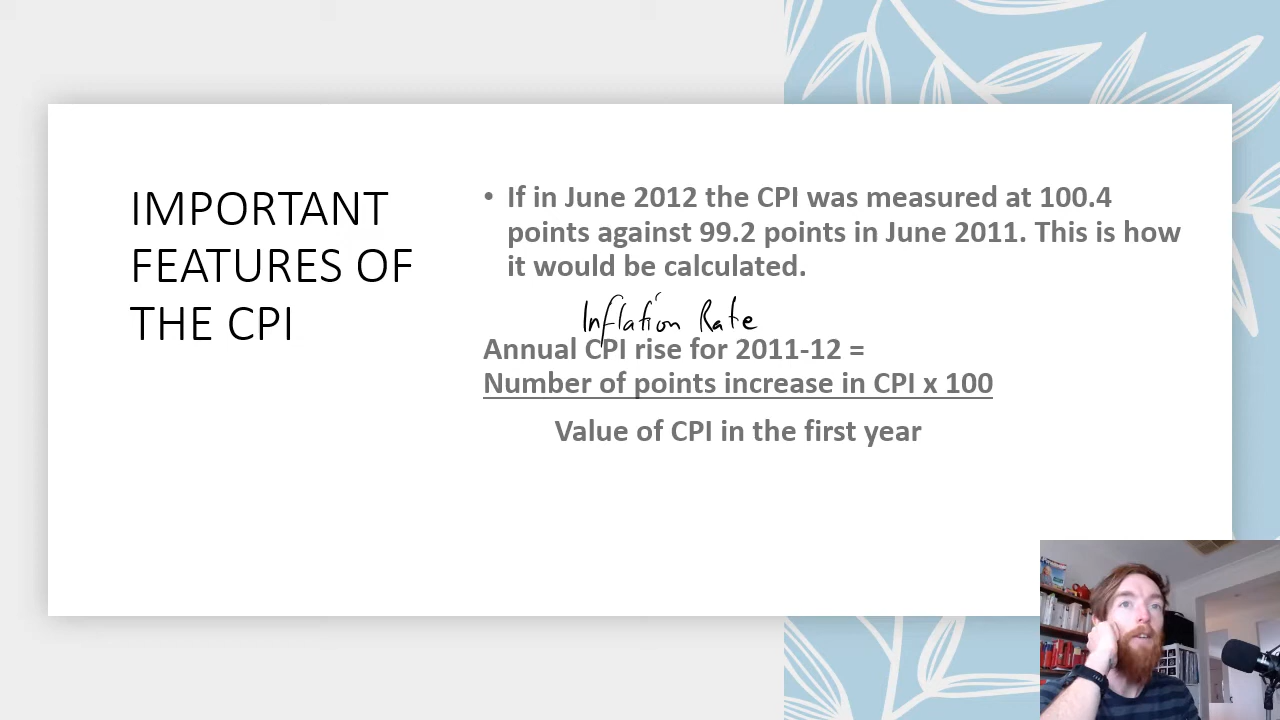 IMPORTANT
FEATURES OF
THE CPI
• If in June 2012 the CPI was measured at 100.4
points against 99.2 points in June 2011. This is how
it would be calculated.
Inflation Rate
Annual CPI rise for 2011-12 =
Number of points increase in CPI x 100
Value of CPI in the first year